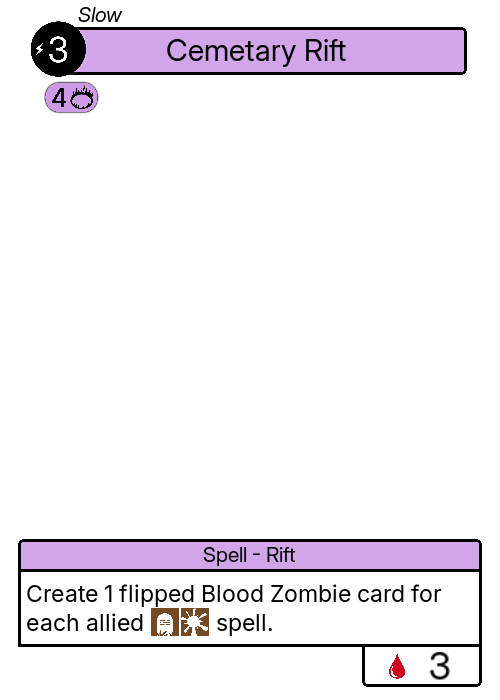 Slow
3
Cemetary Rift
4
Spell - Rift
Create 1 flipped Blood Zombie card for
each allied spell.
3